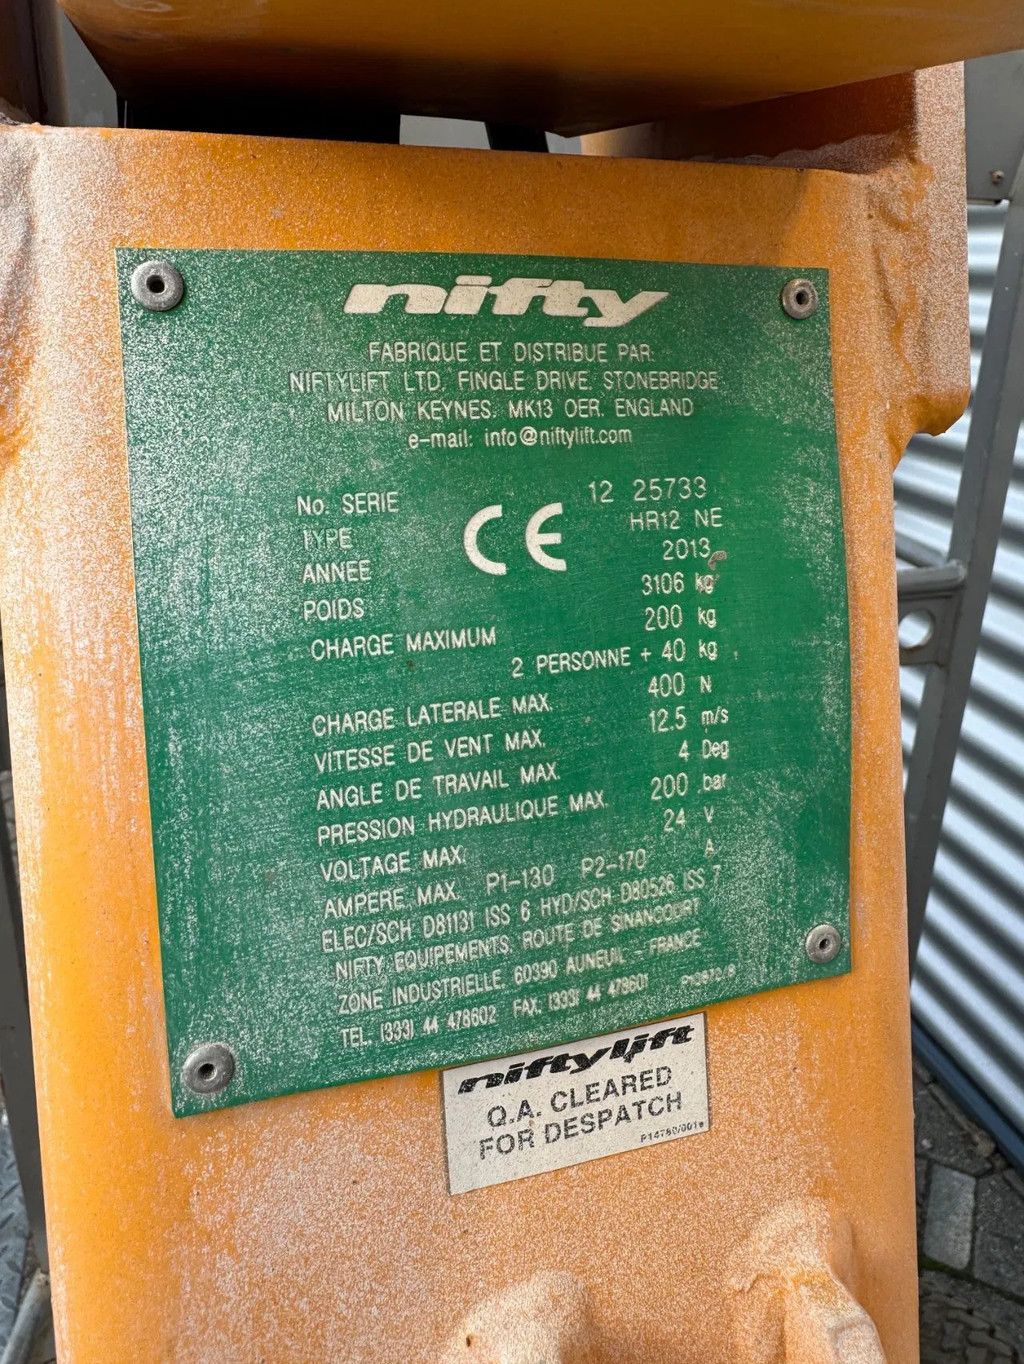 nifty
FABRIQUE ET DISTRIBUE PAR:
NIFTYLIFT LTD, FINGLE DRIVE, STONEBRIDGE,
MILTON KEYNES, MK13 OER, ENGLAND
e-mail: info@niftylift.com
No. SERIE 12 25733
TYPE HR12 NE
ANNEE 2013
POIDS 3106 kg
CHARGE MAXIMUM 200 kg
2 PERSONNE + 40 kg
CHARGE LATERALE MAX. 400 N
VITESSE DE VENT MAX. 12.5 m/s
ANGLE DE TRAVAIL MAX. 4 Deg
PRESSION HYDRAULIQUE MAX. 200 bar
VOLTAGE MAX. 24 V
AMPERE MAX. P1-130 P2-170 A
ELEC/SCH D81131 ISS 6 HYD/SCH D80526 ISS 7
NIFTY EQUIPEMENTS, ROUTE DE SINANCOURT
ZONE INDUSTRIELLE, 60390 AUNEUIL - FRANCE
TEL. (333) 44 478602 FAX. (333) 44 478601
CE
niftylift
Q.A. CLEARED
FOR DESPATCH
P14780/001e